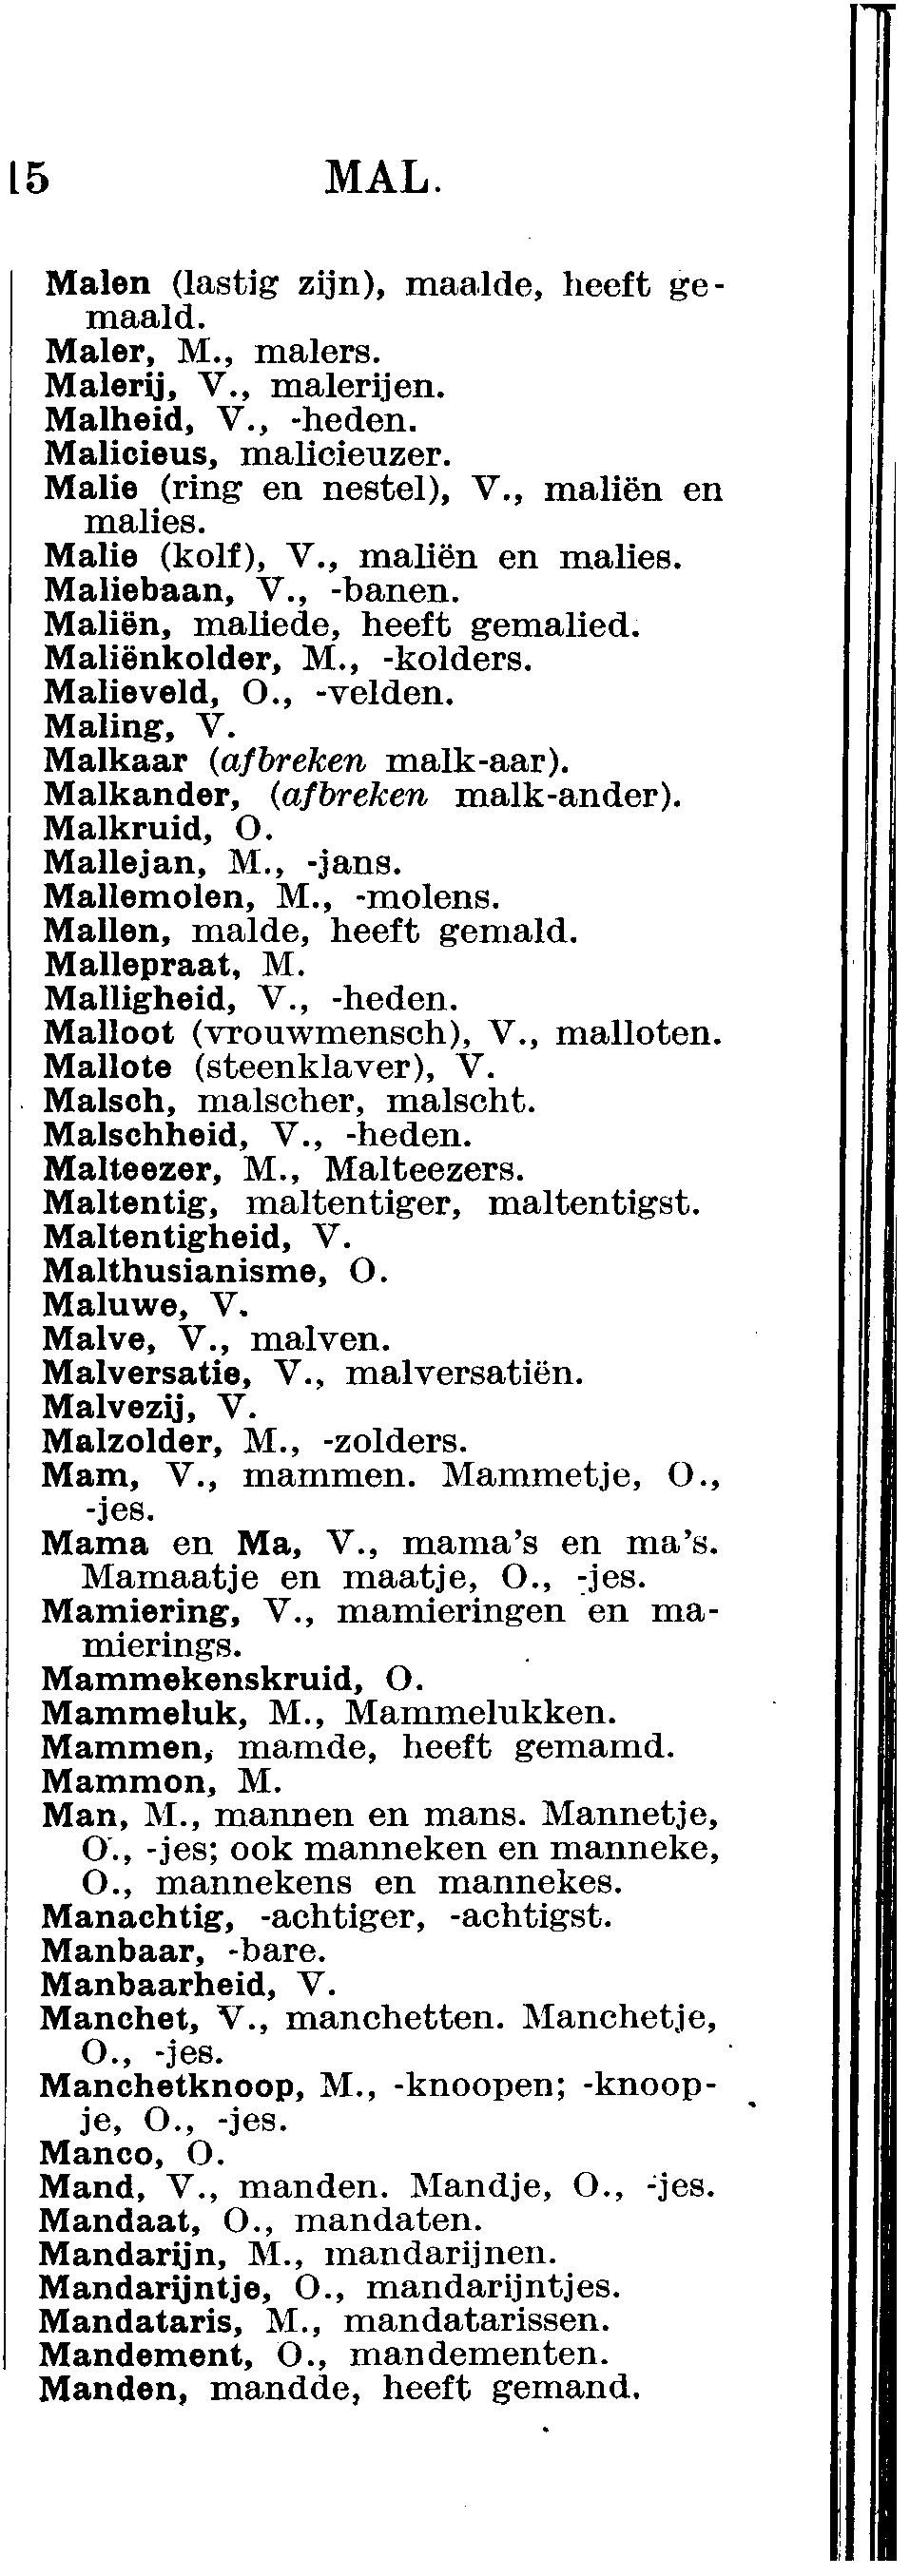 15 MAL.
Malen (lastig zijn), maalde, heeft ge-
maald.
Maler, M., malers.
Malerij, V., malerijen.
Malheid, V., -heden.
Malicieus, malicieuzer.
Malie (ring en nestel), V., maliën en
malies.
Malie (kolf), V., maliën en malies.
Maliebaan, V., -banen.
Maliën, maliede, heeft gemalied.
Maliënkolder, M., -kolders.
Malieveld, O., -velden.
Maling, V.
Malkaar (afbreken malk-aar).
Malkander, (afbreken malk-ander).
Malkruid, O.
Mallejan, M., -jans.
Mallemolen, M., -molens.
Mallen, malde, heeft gemald.
Mallepraat, M.
Malligheid, V., -heden.
Malloot (vrouwmensch), V., malloten.
Mallote (steenklaver), V.
Malsch, malscher, malscht.
Malschheid, V., -heden.
Malteezer, M., Malteezers.
Maltentig, maltentiger, maltentigst.
Maltentigheid, V.
Malthusianisme, O.
Maluwe, V.
Malve, V., malven.
Malversatie, V., malversatiën.
Malvezij, V.
Malzolder, M., -zolders.
Mam, V., mammen. Mammetje, O.,
-jes.
Mama en Ma, V., mama's en ma's.
Mamaatje en maatje, O., -jes.
Mamiering, V., mamieringen en ma-
mierings.
Mammekenskruid, O.
Mammeluk, M., Mammelukken.
Mammen, mamde, heeft gemamd.
Mammon, M.
Man, M., mannen en mans. Mannetje,
O., -jes; ook manneken en manneke,
O., mannekens en mannekes.
Manachtig, -achtiger, -achtigst.
Manbaar, -bare.
Manbaarheid, V.
Manchet, V., manchetten. Manchetje,
O., -jes.
Manchetknoop, M., -knoopen; -knoop-
je, O., -jes.
Manco, O.
Mand, V., manden. Mandje, O., -jes.
Mandaat, O., mandaten.
Mandarijn, M., mandarijnen.
Mandarijntje, O., mandarijntjes.
Mandataris, M., mandatarissen.
Mandement, O., mandementen.
Manden, mandde, heeft gemand.